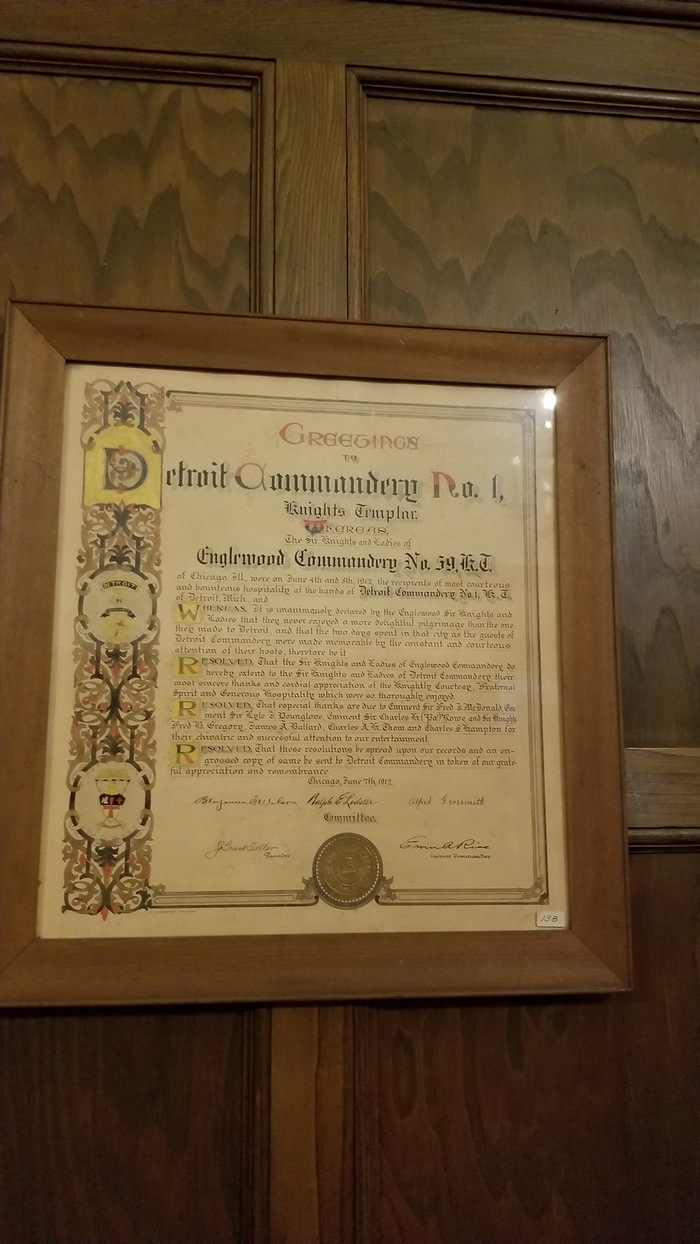 GREETINGS
TO
Detroit Commandery No. 1,
Knights Templar.
WHEREAS,
The Sir Knights and Ladies of
Englewood Commandery No. 59, K.T.
of Chicago, Ill., were on June 4th and 5th, 1912, the recipients of most courteous
and bounteous hospitality at the hands of Detroit Commandery No. 1, K. T.
of Detroit, Mich., and
WHEREAS, It is unanimously declared by the Englewood Sir Knights and
Ladies that they never enjoyed a more delightful pilgrimage than the one
they made to Detroit, and that the two days spent in that city as the guests of
Detroit Commandery were made memorable by the constant and courteous
attention of their hosts, therefore be it
RESOLVED, That the Sir Knights and Ladies of Englewood Commandery do
hereby extend to the Sir Knights and Ladies of Detroit Commandery their
most sincere thanks and cordial appreciation of the Knightly Courtesy, Fraternal
Spirit and Generous Hospitality which were so thoroughly enjoyed.
RESOLVED, That special thanks are due to Eminent Sir Fred J. McDonald, Em
inent Sir Lyle F. Younglove, Eminent Sir Charles H. ("Pa") Rowe, and Sir Knights
Fred B. Gregory, James A. Ballard, Charles A. H. Thom and Charles S. Hampton for
their chivalric and successful attention to our entertainment.
RESOLVED, That these resolutions be spread upon our records and an en-
grossed copy of same be sent to Detroit Commandery in token of our grate-
ful appreciation and remembrance.
Chicago, June 7th, 1912.
Benjamin Ralph E. Alfred Grossmith
Committee.
J. Grant
Recorder Eminent Commander
DETROIT
138